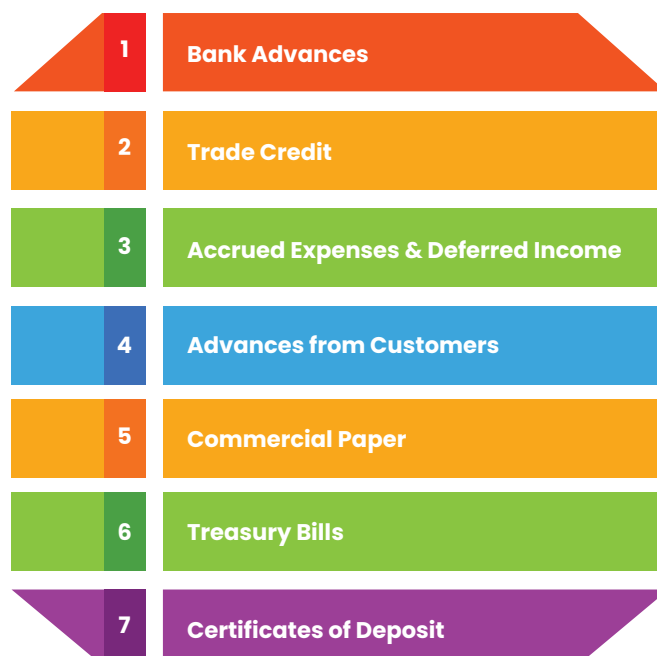 1 Bank Advances
2 Trade Credit
3 Accrued Expenses & Deferred Income
4 Advances from Customers
5 Commercial Paper
6 Treasury Bills
7 Certificates of Deposit